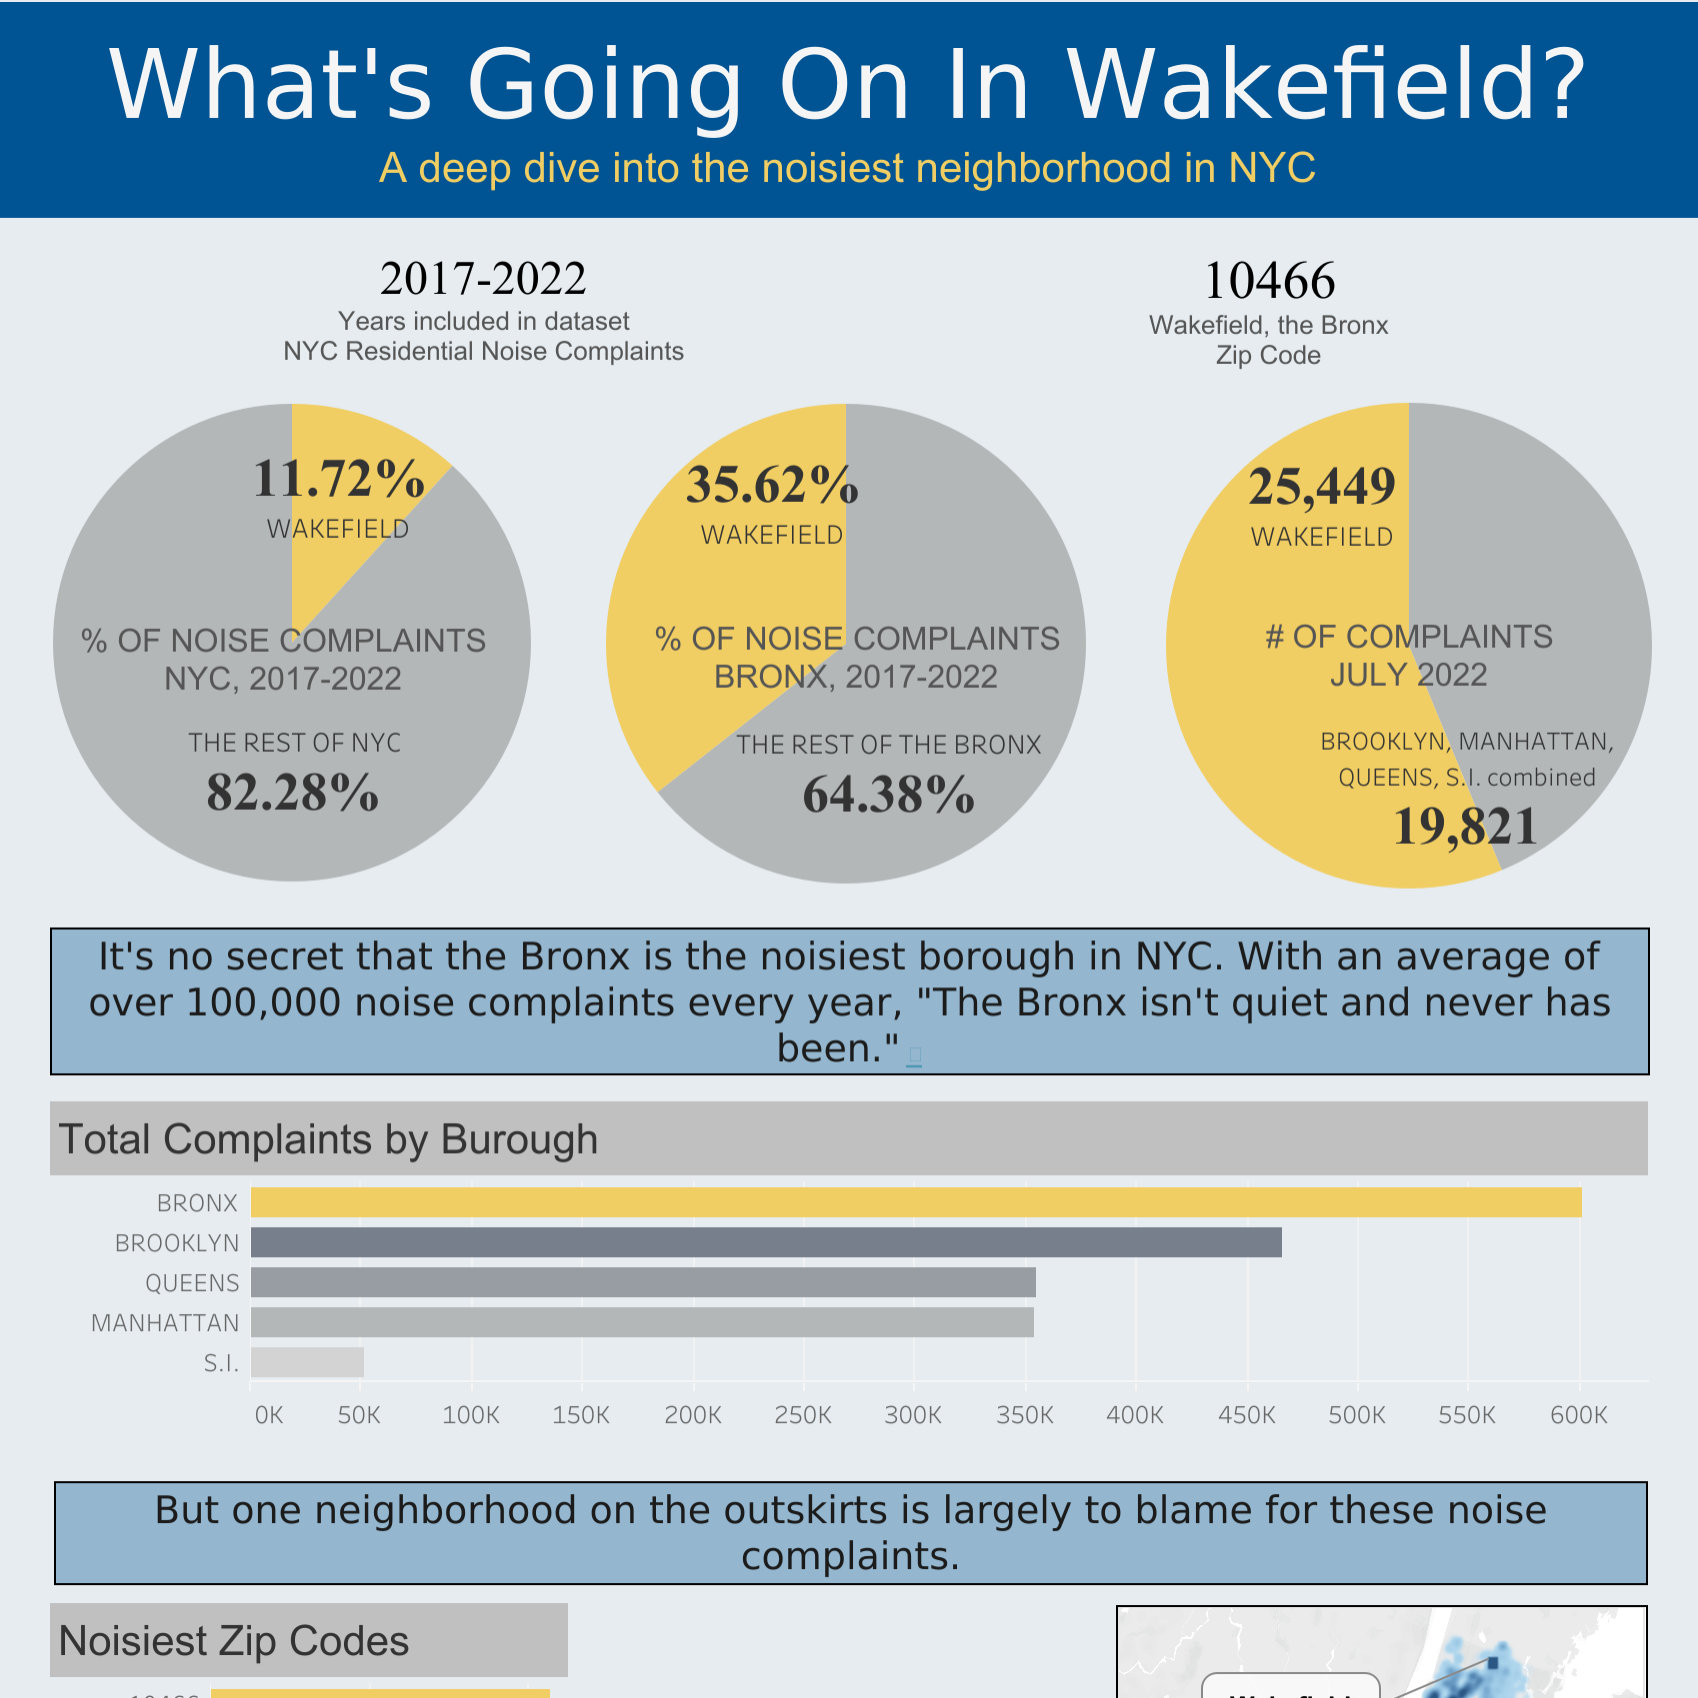 What's Going On In Wakefield?
A deep dive into the noisiest neighborhood in NYC
2017-2022
Years included in dataset
NYC Residential Noise Complaints
10466
Wakefield, the Bronx
Zip Code
11.72%
WAKEFIELD
% OF NOISE COMPLAINTS
NYC, 2017-2022
THE REST OF NYC
82.28%
35.62%
WAKEFIELD
% OF NOISE COMPLAINTS
BRONX, 2017-2022
THE REST OF THE BRONX
64.38%
25,449
WAKEFIELD
# OF COMPLAINTS
JULY 2022
BROOKLYN, MANHATTAN,
QUEENS, S.I. combined
19,821
It's no secret that the Bronx is the noisiest borough in NYC. With an average of
over 100,000 noise complaints every year, "The Bronx isn't quiet and never has
been."
Total Complaints by Burough
BRONX
BROOKLYN
QUEENS
MANHATTAN
S.I.
0K 50K 100K 150K 200K 250K 300K 350K 400K 450K 500K 550K 600K
But one neighborhood on the outskirts is largely to blame for these noise
complaints.
Noisiest Zip Codes